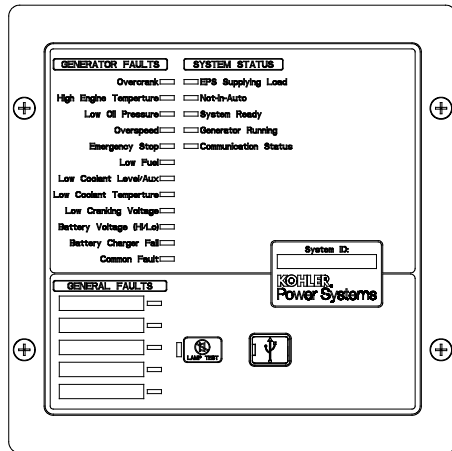 GENERATOR FAULTS
Overcrank
High Engine Temperture
Low Oil Pressure
Overspeed
Emergency Stop
Low Fuel
Low Coolant Level/Aux
Low Coolant Temperture
Low Cranking Voltage
Battery Voltage (Hi/Lo)
Battery Charger Fail
Common Fault
SYSTEM STATUS
EPS Supplying Load
Not-in-Auto
System Ready
Generator Running
Communication Status
System ID:
KOHLER®
Power Systems
GENERAL FAULTS
LAMP TEST